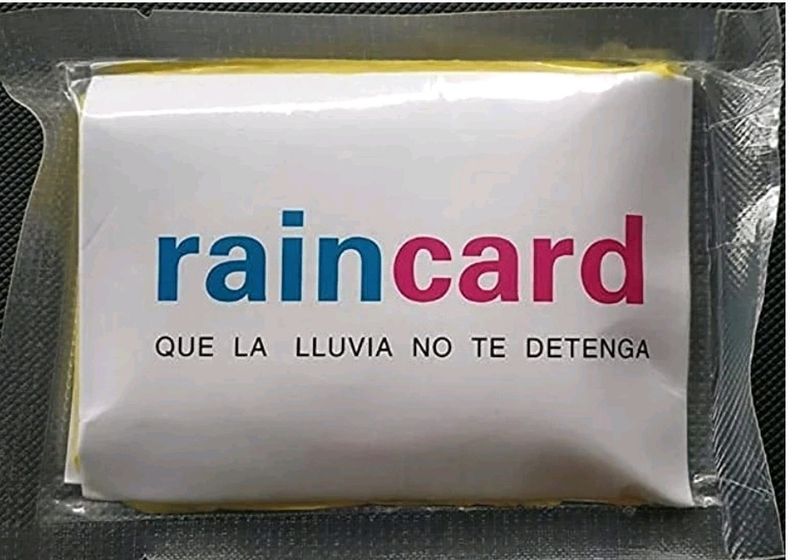 raincard
QUE LA LLUVIA NO TE DETENGA